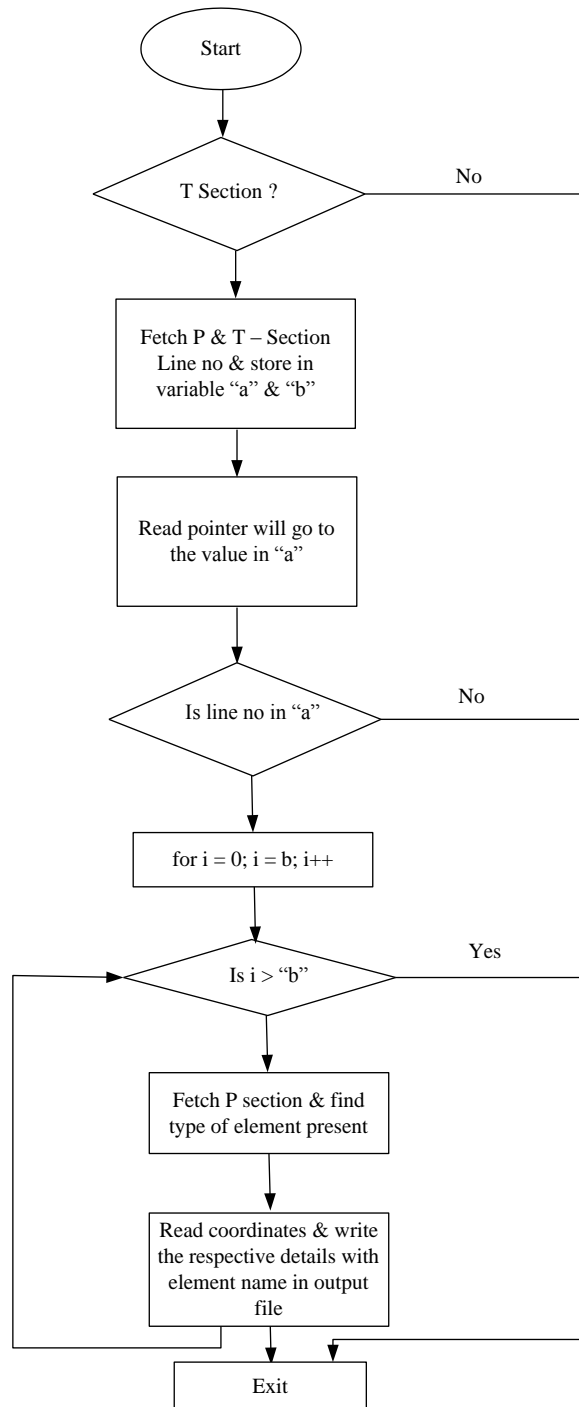 Start
T Section ?
No
Fetch P & T – Section
Line no & store in
variable “a” & “b”
Read pointer will go to
the value in “a”
Is line no in “a”
No
for i = 0; i = b; i++
Is i > “b”
Yes
Fetch P section & find
type of element present
Read coordinates & write
the respective details with
element name in output
file
Exit